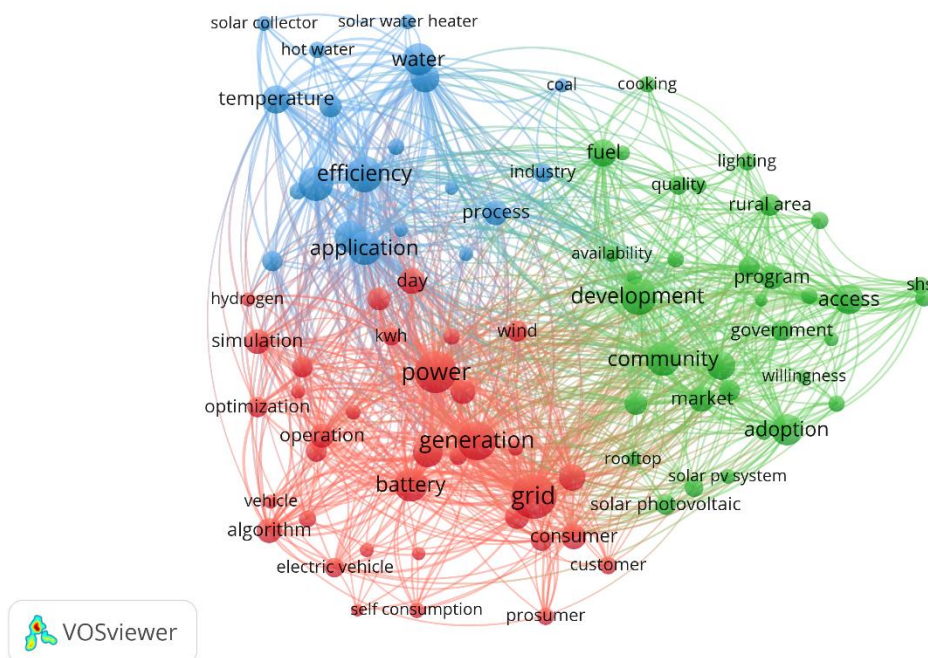 solar collector
solar water heater
hot water
water
temperature
coal
cooking
fuel
lighting
efficiency
industry
quality
rural area
process
application
availability
day
program
hydrogen
development
access
shs
simulation
kwh
wind
government
power
community
willingness
optimization
market
operation
generation
adoption
rooftop
battery
solar pv system
grid
solar photovoltaic
vehicle
algorithm
consumer
electric vehicle
customer
self consumption
prosumer
VOSviewer